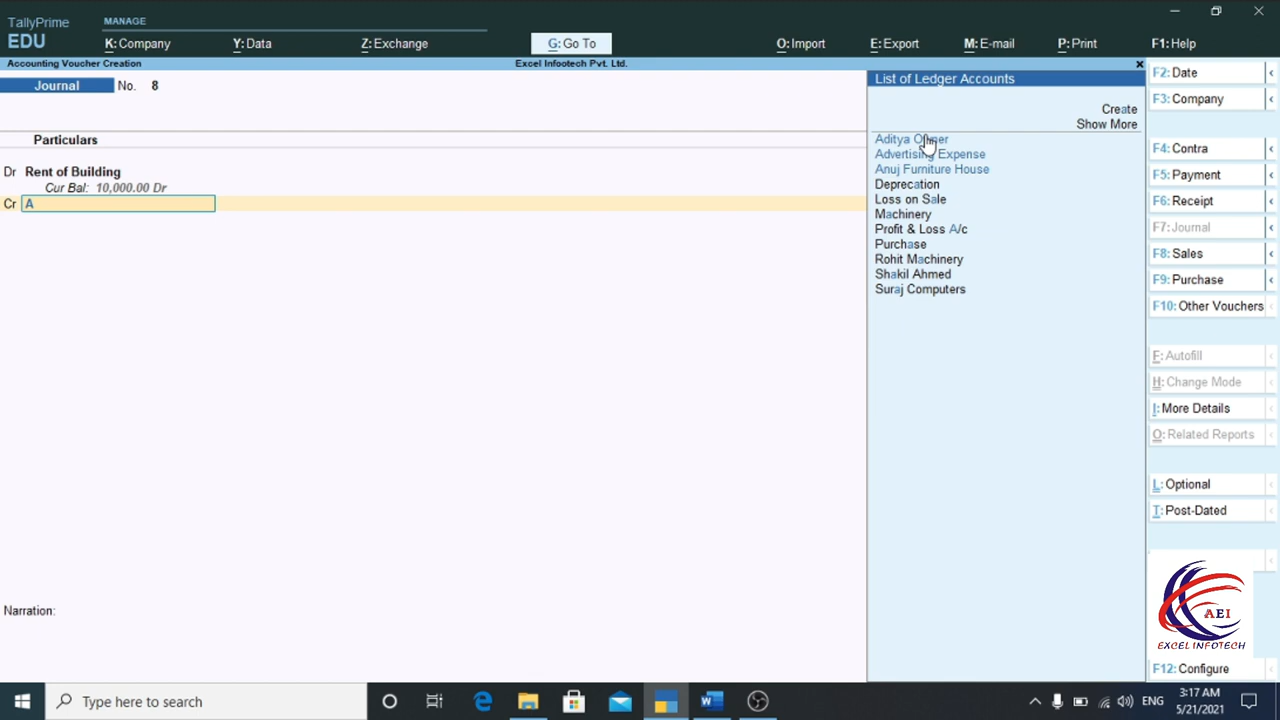 TallyPrime
EDU
MANAGE
K: Company
Y: Data
Z: Exchange
G: Go To
O: Import
E: Export
M: E-mail
P: Print
F1: Help
Accounting Voucher Creation
Excel Infotech Pvt. Ltd.
Journal
No. 8
Particulars
Dr Rent of Building
Cur Bal: 10,000.00 Dr
Cr A
Narration:
List of Ledger Accounts
Create
Show More
Aditya Owner
Advertising Expense
Anuj Furniture House
Deprecation
Loss on Sale
Machinery
Profit & Loss A/c
Purchase
Rohit Machinery
Shakil Ahmed
Suraj Computers
F2: Date
F3: Company
F4: Contra
F5: Payment
F6: Receipt
F7: Journal
F8: Sales
F9: Purchase
F10: Other Vouchers
F: Autofill
H: Change Mode
I: More Details
O: Related Reports
L: Optional
T: Post-Dated
AEI
EXCEL INFOTECH
F12: Configure
Type here to search
ENG
3:17 AM
5/21/2021